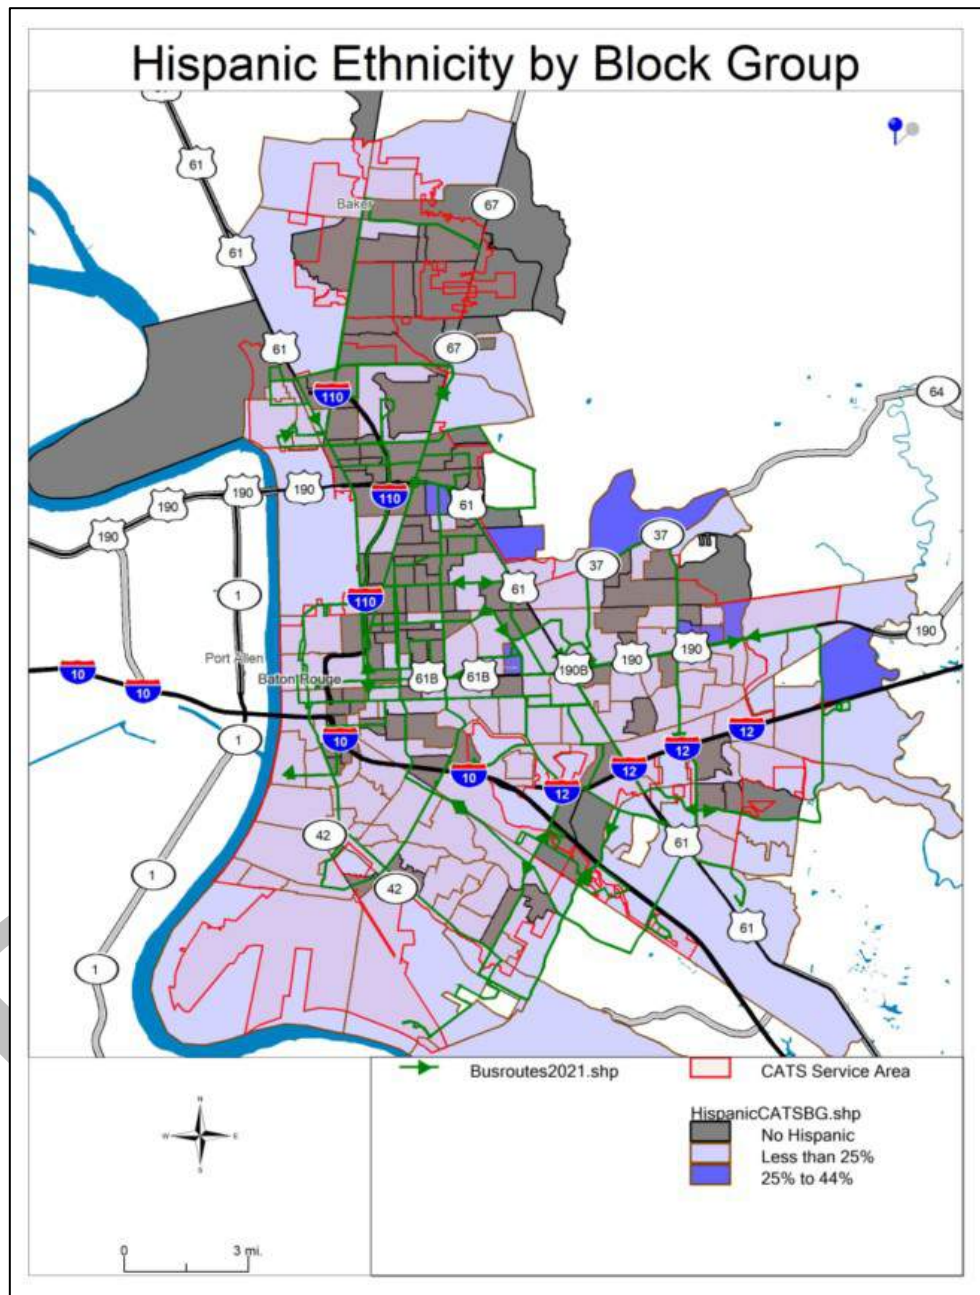 Hispanic Ethnicity by Block Group
61
61
67
Baker
61
67
110
64
190
190
190
190
110
61
190
37
37
61
1
110
190
190
190
Port Allen
10
10
Baton Rouge
61B
61B
190B
1
10
12
12
12
10
12
42
61
1
42
61
1
Busroutes2021.shp
CATS Service Area
HispanicCATSBG.shp
No Hispanic
Less than 25%
25% to 44%
N
W
E
S
0
3 mi.